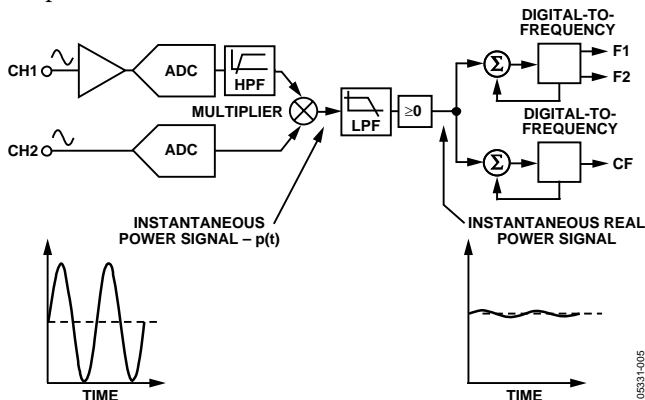 DIGITAL-TO-
FREQUENCY
CH1
ADC
HPF
Σ
F1
F2
MULTIPLIER
LPF
≥0
DIGITAL-TO-
FREQUENCY
CH2
ADC
Σ
CF
INSTANTANEOUS
POWER SIGNAL – p(t)
INSTANTANEOUS REAL
POWER SIGNAL
TIME
TIME
05331-005